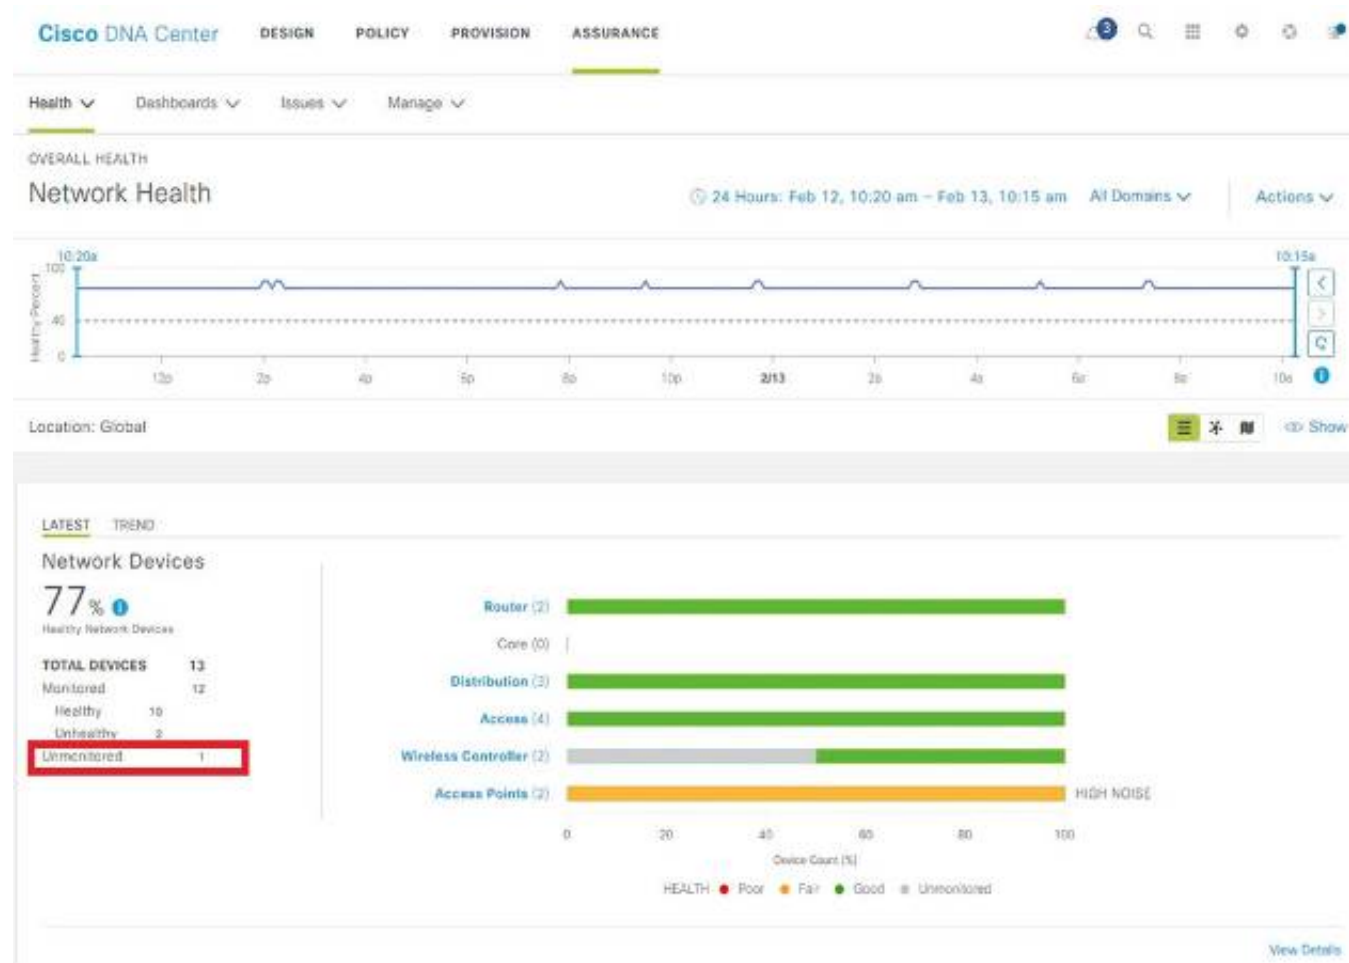 Cisco DNA Center DESIGN POLICY PROVISION ASSURANCE 3
Health Dashboards Issues Manage
OVERALL HEALTH
Network Health
24 Hours: Feb 12, 10:20 am – Feb 13, 10:15 am All Domains Actions
10:20a 10:15a
100
Healthy Percent
40
0
12p 2p 4p 6p 8p 10p 2/13 2a 4a 6a 8a 10a
Location: Global
Show
LATEST TREND
Network Devices
77%
Healthy Network Devices
TOTAL DEVICES 13
Monitored 12
Healthy 10
Unhealthy 2
Unmonitored 1
Router (2)
Core (0)
Distribution (3)
Access (4)
Wireless Controller (2)
Access Points (2) HIGH NOISE
0 20 40 60 80 100
Device Count (%)
HEALTH Poor Fair Good Unmonitored
View Details